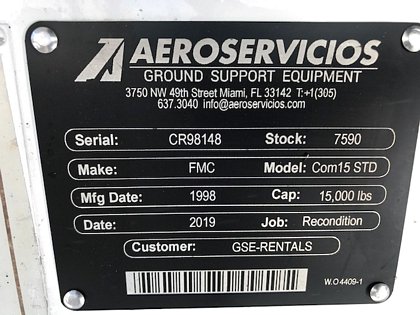 AEROSERVICIOS
GROUND SUPPORT EQUIPMENT
3750 NW 49th Street Miami, FL 33142 T:+1(305)
637.3040 info@aeroservicios.com
Serial: CR98148 Stock: 7590
Make: FMC Model: Com15 STD
Mfg Date: 1998 Cap: 15,000 lbs
Date: 2019 Job: Recondition
Customer: GSE-RENTALS
W.O 4409-1